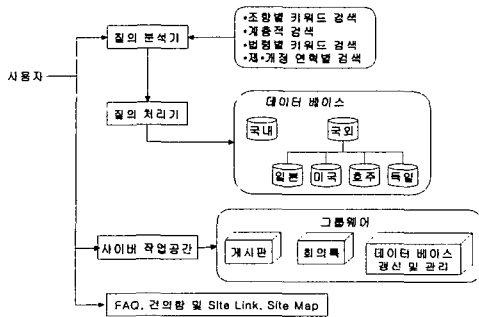 •조항별 키워드 검색
•계층적 검색
•법령별 키워드 검색
•제•개정 연혁별 검색
질의 분석기
사용자
질의 처리기
데이터 베이스
국내
국외
일본
미국
호주
독일
그룹웨어
사이버 작업공간
게시판
회의록
데이터 베이스
갱신 및 관리
FAQ, 건의함 및 Site Link, Site Map